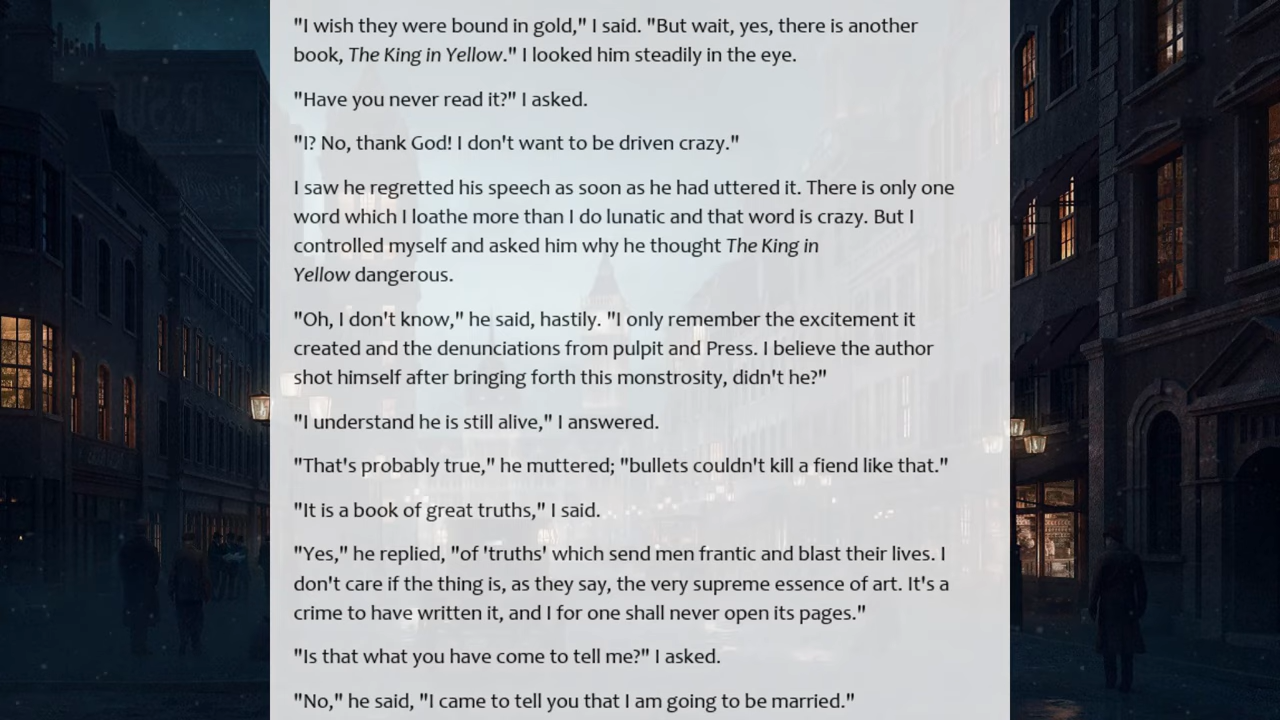 "I wish they were bound in gold," I said. "But wait, yes, there is another
book, The King in Yellow." I looked him steadily in the eye.
"Have you never read it?" I asked.
"I? No, thank God! I don't want to be driven crazy."
I saw he regretted his speech as soon as he had uttered it. There is only one
word which I loathe more than I do lunatic and that word is crazy. But I
controlled myself and asked him why he thought The King in
Yellow dangerous.
"Oh, I don't know," he said, hastily. "I only remember the excitement it
created and the denunciations from pulpit and Press. I believe the author
shot himself after bringing forth this monstrosity, didn't he?"
"I understand he is still alive," I answered.
"That's probably true," he muttered; "bullets couldn't kill a fiend like that."
"It is a book of great truths," I said.
"Yes," he replied, "of 'truths' which send men frantic and blast their lives. I
don't care if the thing is, as they say, the very supreme essence of art. It's a
crime to have written it, and I for one shall never open its pages."
"Is that what you have come to tell me?" I asked.
"No," he said, "I came to tell you that I am going to be married."